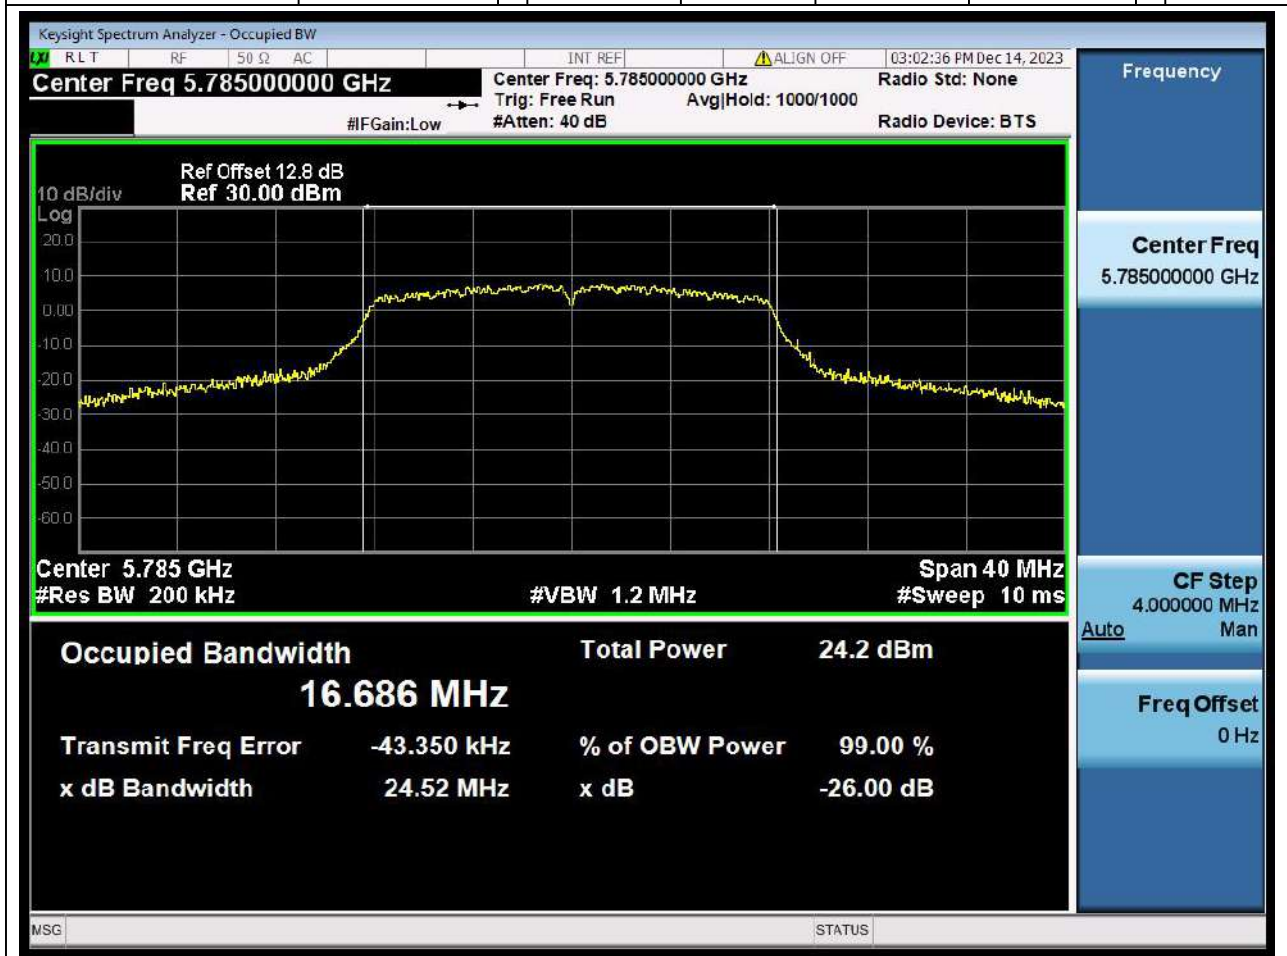 Keysight Spectrum Analyzer - Occupied BW
LXI RLT RF 50 Ω AC INT REF ALIGN OFF 03:02:36 PM Dec 14, 2023
Center Freq 5.785000000 GHz
Center Freq: 5.785000000 GHz
Radio Std: None
Trig: Free Run Avg|Hold: 1000/1000
#IFGain:Low #Atten: 40 dB
Radio Device: BTS
Frequency
Ref Offset 12.8 dB
10 dB/div Ref 30.00 dBm
Log
20.0
10.0
0.00
-10.0
-20.0
-30.0
-40.0
-50.0
-60.0
Center 5.785 GHz Span 40 MHz
#Res BW 200 kHz #VBW 1.2 MHz #Sweep 10 ms
Center Freq
5.785000000 GHz
CF Step
4.000000 MHz
Auto Man
Freq Offset
0 Hz
Occupied Bandwidth Total Power 24.2 dBm
16.686 MHz
Transmit Freq Error -43.350 kHz % of OBW Power 99.00 %
x dB Bandwidth 24.52 MHz x dB -26.00 dB
MSG STATUS